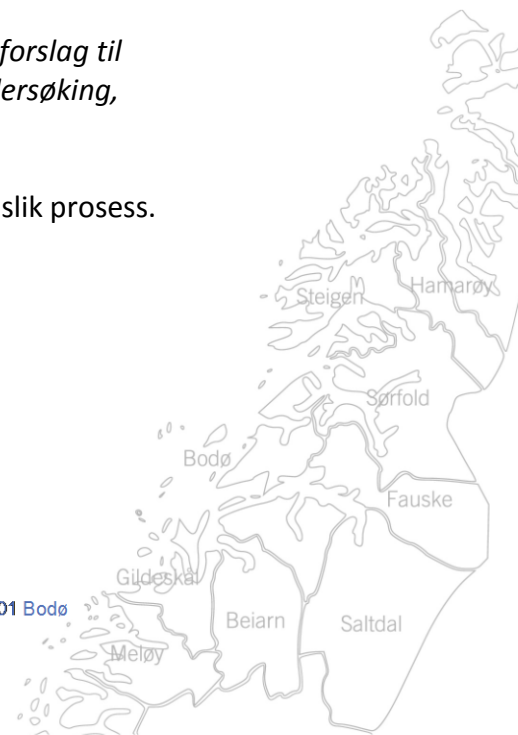 forslag til
dersøking,
slik prosess.
Hamarøy
Steigen
Sørfold
Bodø
Fauske
Gildeskål
01 Bodø
Beiarn
Saltdal
Meløy